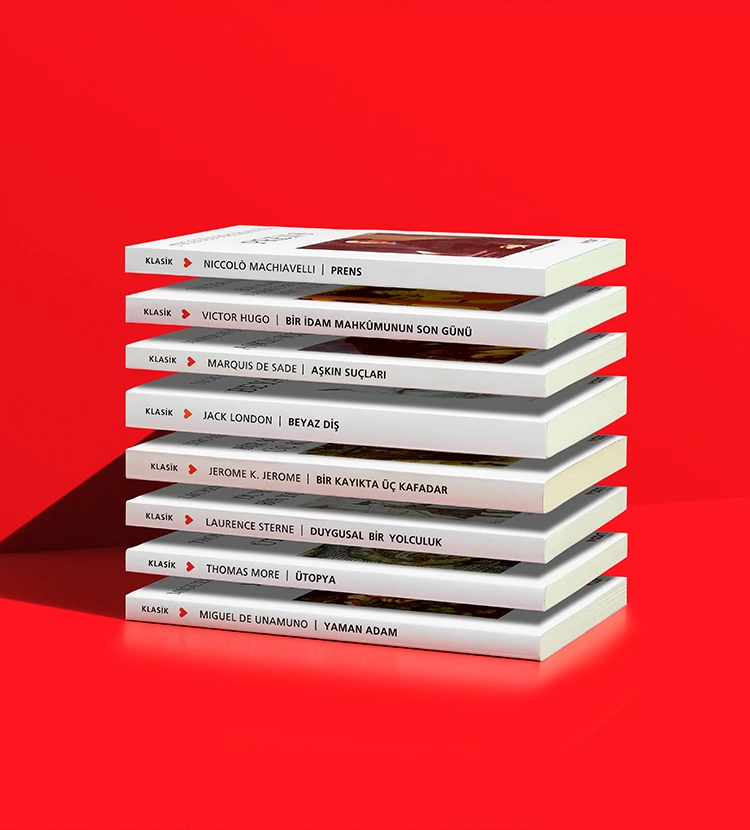 KLASİK NICCOLÒ MACHIAVELLI | PRENS
KLASİK VICTOR HUGO | BİR İDAM MAHKÛMUNUN SON GÜNÜ
KLASİK MARQUIS DE SADE | AŞKIN SUÇLARI
KLASİK JACK LONDON | BEYAZ DİŞ
KLASİK JEROME K. JEROME | BİR KAYIKTA ÜÇ KAFADAR
KLASİK LAURENCE STERNE | DUYGUSAL BİR YOLCULUK
KLASİK THOMAS MORE | ÜTOPYA
KLASİK MIGUEL DE UNAMUNO | YAMAN ADAM